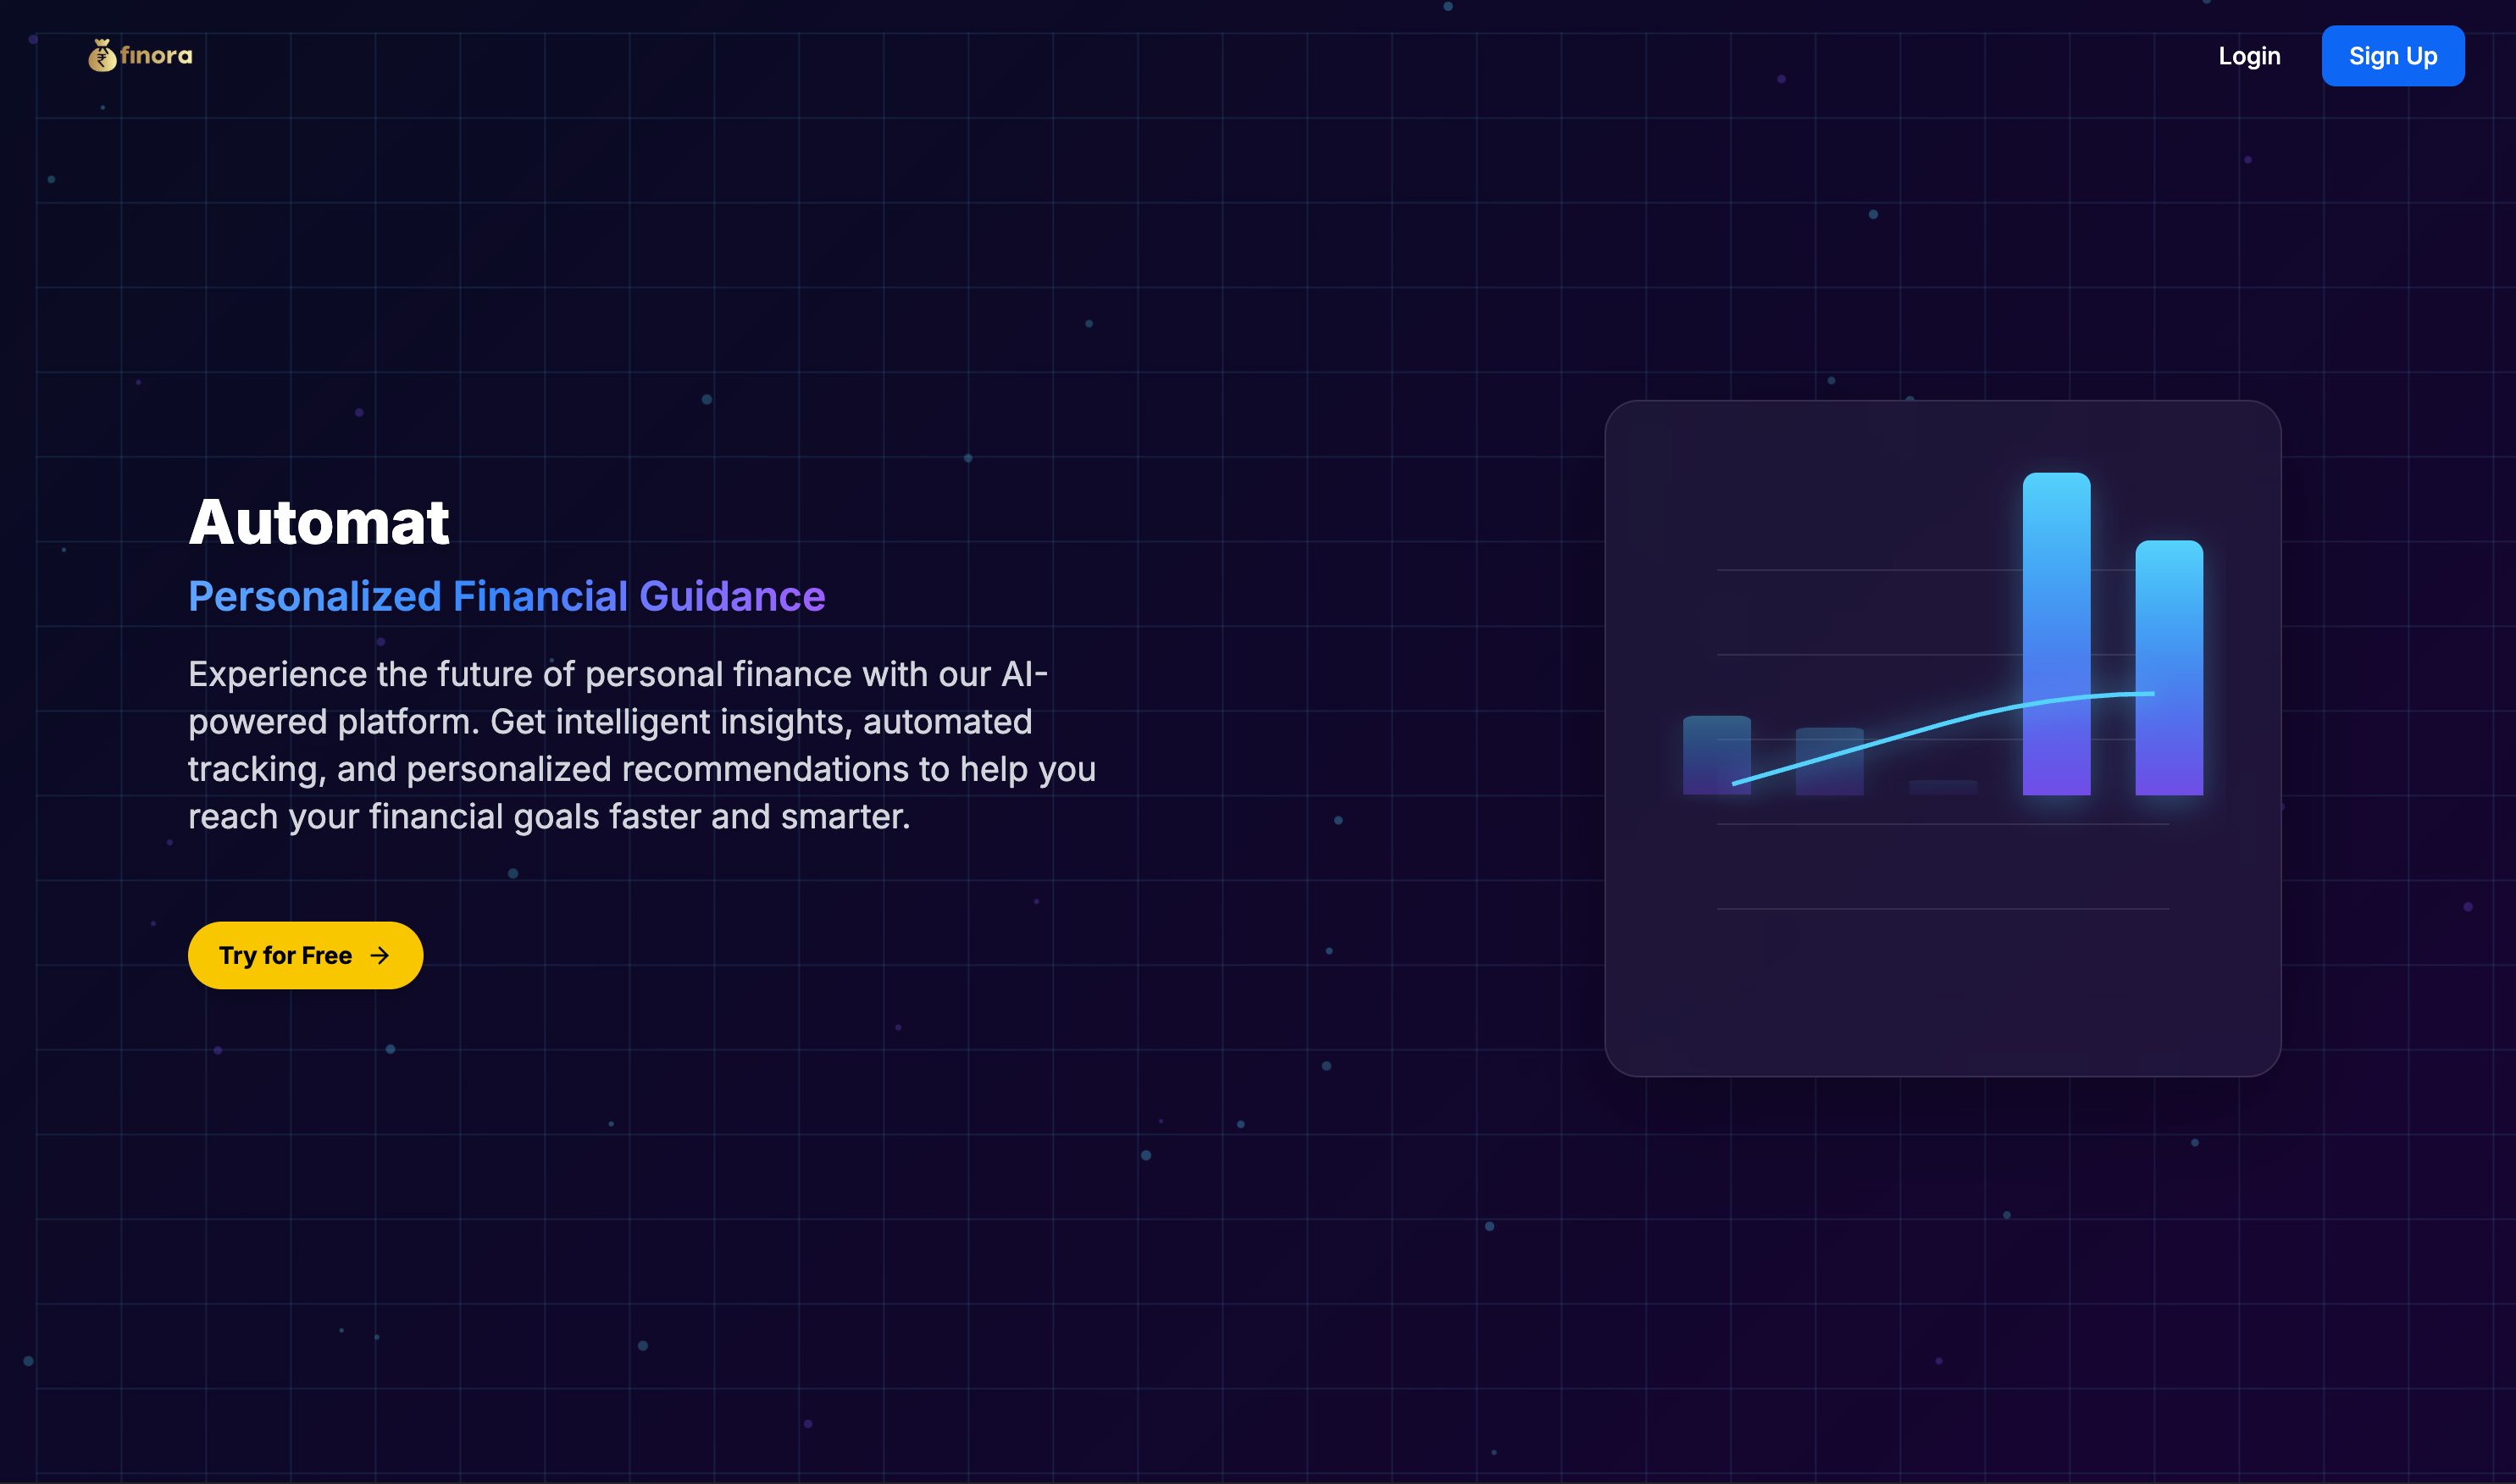 ₹ finora
Login
Sign Up
Automat
Personalized Financial Guidance
Experience the future of personal finance with our AI-
powered platform. Get intelligent insights, automated
tracking, and personalized recommendations to help you
reach your financial goals faster and smarter.
Try for Free →